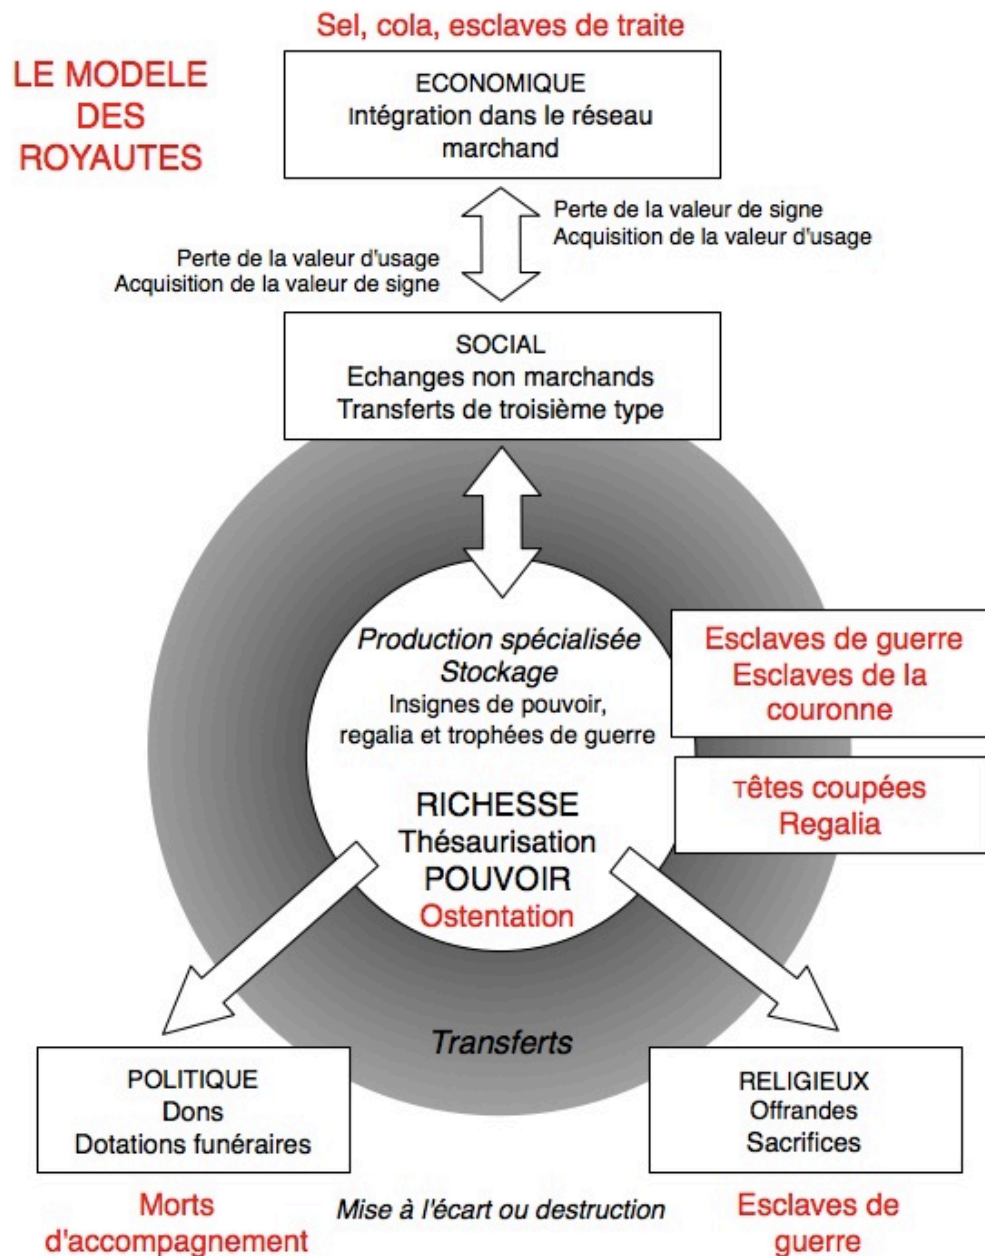 Sel, cola, esclaves de traite
LE MODELE
DES
ROYAUTES
ECONOMIQUE
Intégration dans le réseau
marchand
Perte de la valeur de signe
Acquisition de la valeur d'usage
Perte de la valeur d'usage
Acquisition de la valeur de signe
SOCIAL
Echanges non marchands
Transferts de troisième type
Production spécialisée
Stockage
Insignes de pouvoir,
regalia et trophées de guerre
RICHESSE
Thésaurisation
POUVOIR
Ostentation
Esclaves de guerre
Esclaves de la
couronne
Têtes coupées
Regalia
Transferts
POLITIQUE
Dons
Dotations funéraires
RELIGIEUX
Offrandes
Sacrifices
Morts
d'accompagnement
Mise à l'écart ou destruction
Esclaves de
guerre